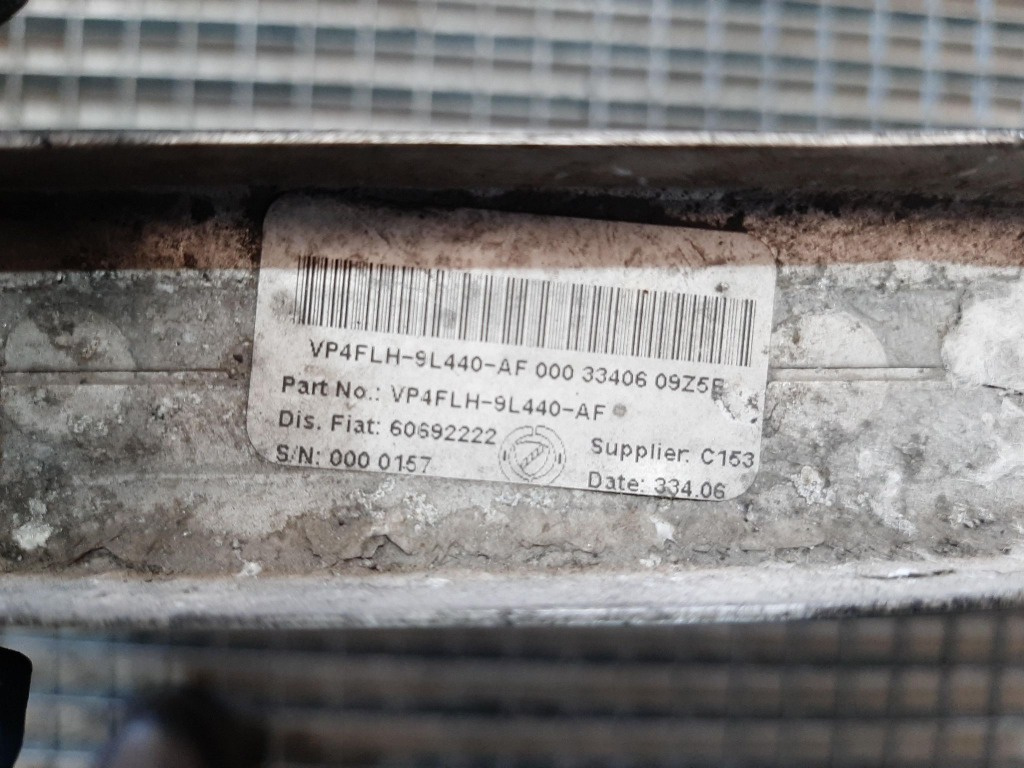 VP4FLH-9L440-AF 000 33406 09Z5E
Part No.: VP4FLH-9L440-AF
Dis. Fiat: 60692222
Supplier: C153
S/N: 000 0157
Date: 334.06